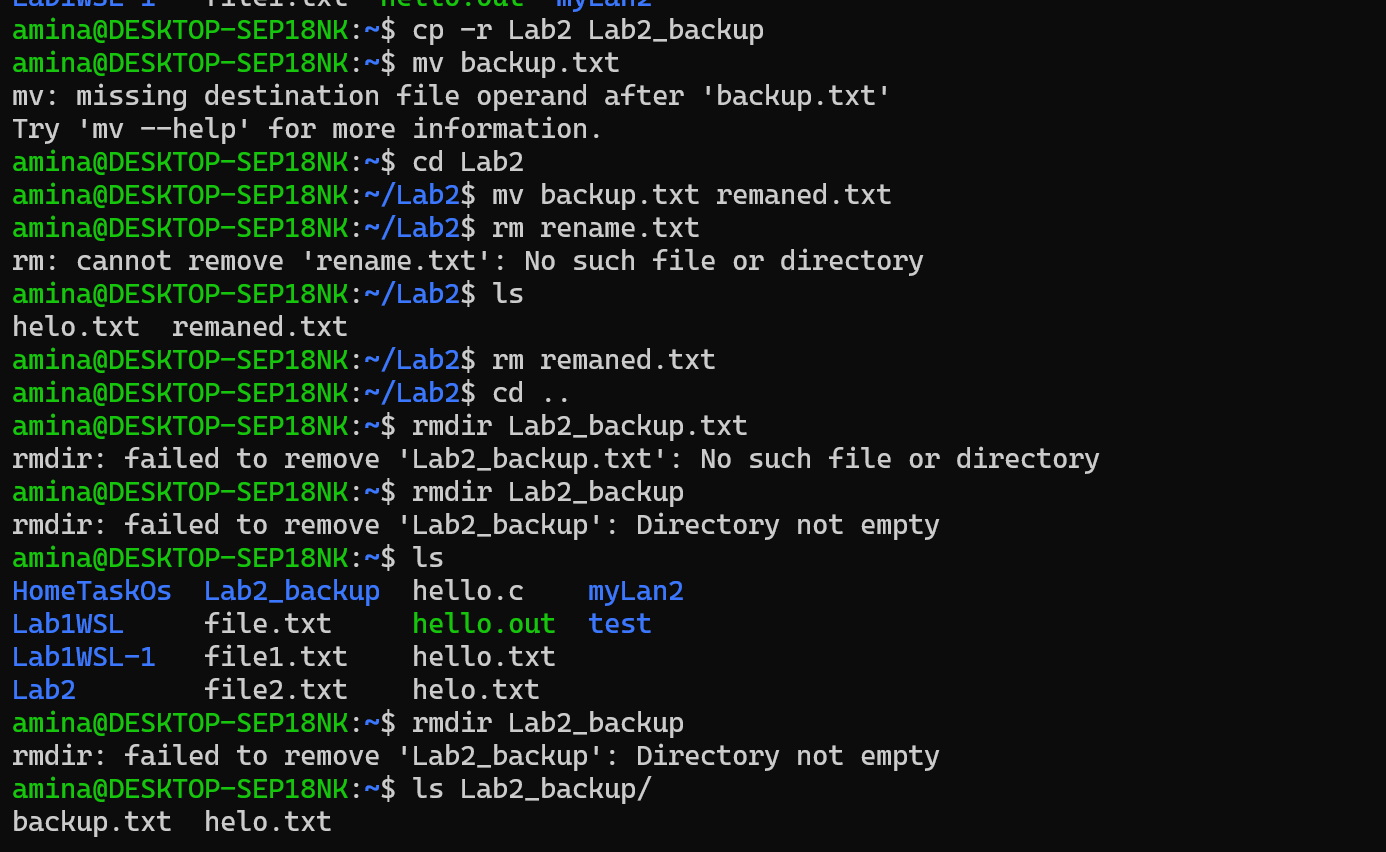 Lab1WSL-1   file1.txt  hello.out  myLan2
amina@DESKTOP-SEP18NK:~$ cp -r Lab2 Lab2_backup
amina@DESKTOP-SEP18NK:~$ mv backup.txt
mv: missing destination file operand after 'backup.txt'
Try 'mv --help' for more information.
amina@DESKTOP-SEP18NK:~$ cd Lab2
amina@DESKTOP-SEP18NK:~/Lab2$ mv backup.txt remaned.txt
amina@DESKTOP-SEP18NK:~/Lab2$ rm rename.txt
rm: cannot remove 'rename.txt': No such file or directory
amina@DESKTOP-SEP18NK:~/Lab2$ ls
helo.txt  remaned.txt
amina@DESKTOP-SEP18NK:~/Lab2$ rm remaned.txt
amina@DESKTOP-SEP18NK:~/Lab2$ cd ..
amina@DESKTOP-SEP18NK:~$ rmdir Lab2_backup.txt
rmdir: failed to remove 'Lab2_backup.txt': No such file or directory
amina@DESKTOP-SEP18NK:~$ rmdir Lab2_backup
rmdir: failed to remove 'Lab2_backup': Directory not empty
amina@DESKTOP-SEP18NK:~$ ls
HomeTaskOs  Lab2_backup  hello.c    myLan2
Lab1WSL     file.txt     hello.out  test
Lab1WSL-1   file1.txt    hello.txt
Lab2        file2.txt    helo.txt
amina@DESKTOP-SEP18NK:~$ rmdir Lab2_backup
rmdir: failed to remove 'Lab2_backup': Directory not empty
amina@DESKTOP-SEP18NK:~$ ls Lab2_backup/
backup.txt  helo.txt